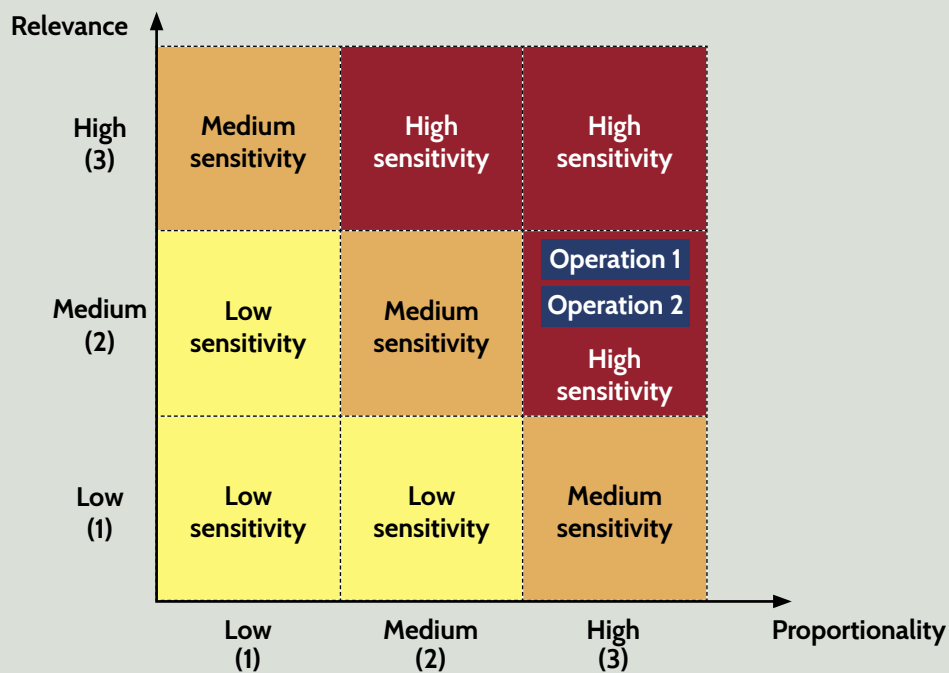 Relevance
High
(3)
Medium
sensitivity
High
sensitivity
High
sensitivity
Medium
(2)
Low
sensitivity
Medium
sensitivity
Operation 1
Operation 2
High
sensitivity
Low
(1)
Low
sensitivity
Low
sensitivity
Medium
sensitivity
Low
(1)
Medium
(2)
High
(3)
Proportionality